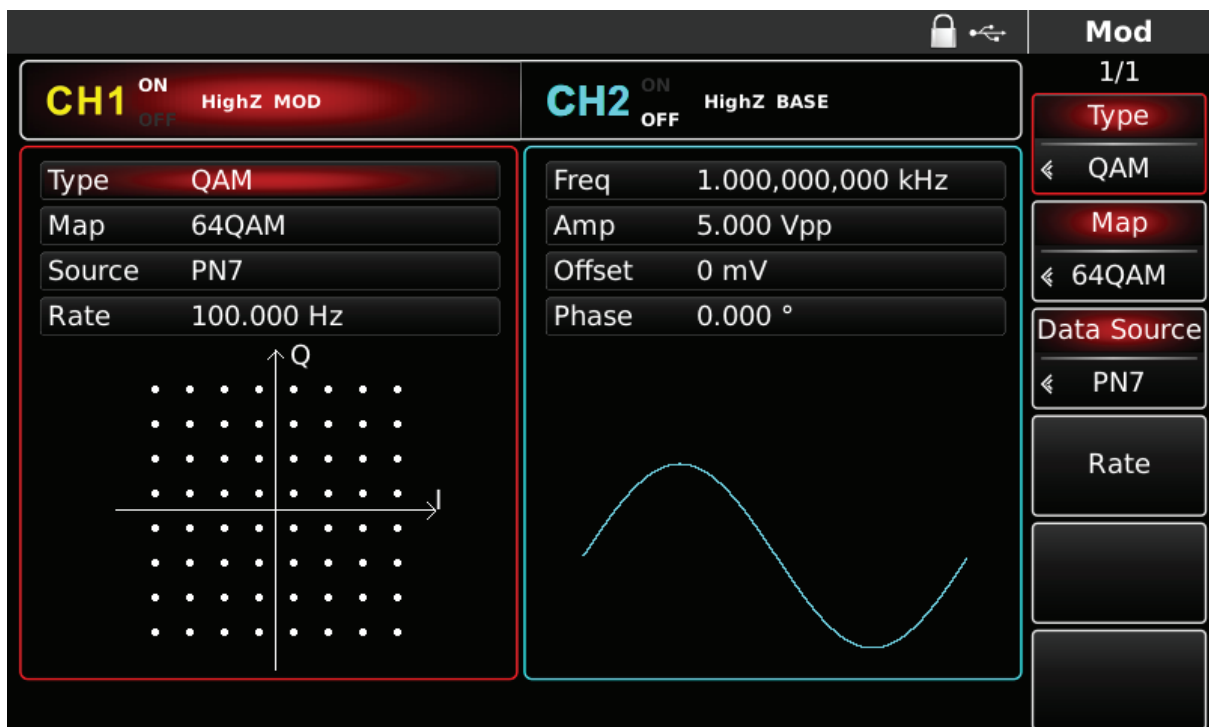 Mod
1/1
CH1 ON OFF HighZ MOD
CH2 ON OFF HighZ BASE
Type QAM
Map 64QAM
Source PN7
Rate 100.000 Hz
Q
I
Freq 1.000,000,000 kHz
Amp 5.000 Vpp
Offset 0 mV
Phase 0.000 °
Type
QAM
Map
64QAM
Data Source
PN7
Rate